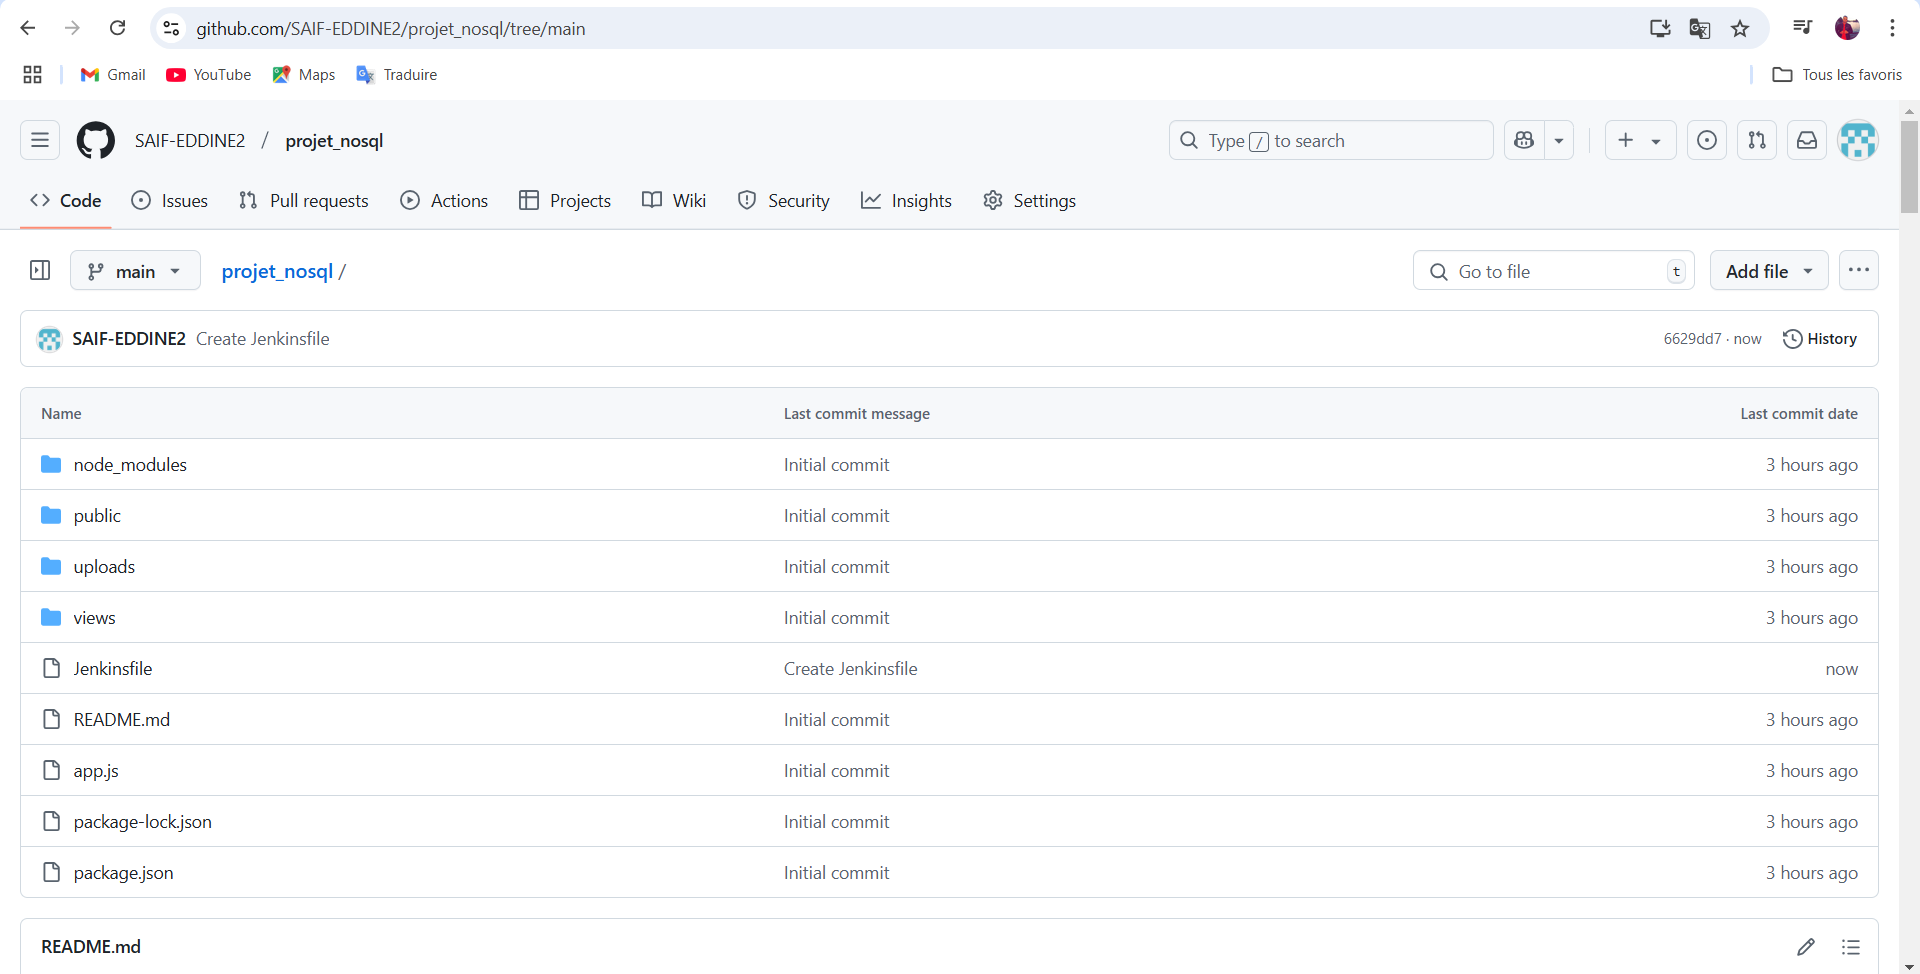 github.com/SAIF-EDDINE2/projet_nosql/tree/main
Gmail YouTube Maps Traduire Tous les favoris
SAIF-EDDINE2 / projet_nosql Type / to search
Code Issues Pull requests Actions Projects Wiki Security Insights Settings
main projet_nosql / Go to file t Add file
SAIF-EDDINE2 Create Jenkinsfile 6629dd7 · now History
Name Last commit message Last commit date
node_modules Initial commit 3 hours ago
public Initial commit 3 hours ago
uploads Initial commit 3 hours ago
views Initial commit 3 hours ago
Jenkinsfile Create Jenkinsfile now
README.md Initial commit 3 hours ago
app.js Initial commit 3 hours ago
package-lock.json Initial commit 3 hours ago
package.json Initial commit 3 hours ago
README.md